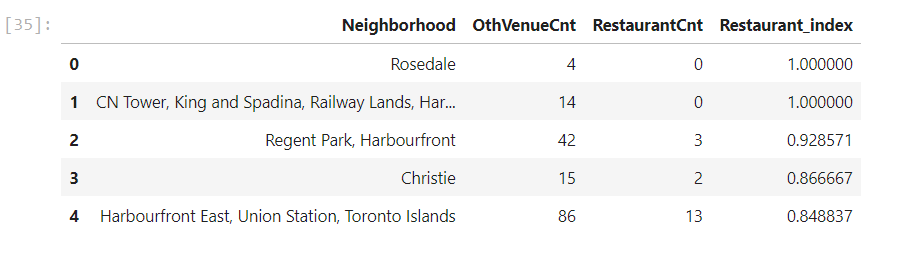 [35]:
Neighborhood OthVenueCnt RestaurantCnt Restaurant_index
0 Rosedale 4 0 1.000000
1 CN Tower, King and Spadina, Railway Lands, Har... 14 0 1.000000
2 Regent Park, Harbourfront 42 3 0.928571
3 Christie 15 2 0.866667
4 Harbourfront East, Union Station, Toronto Islands 86 13 0.848837